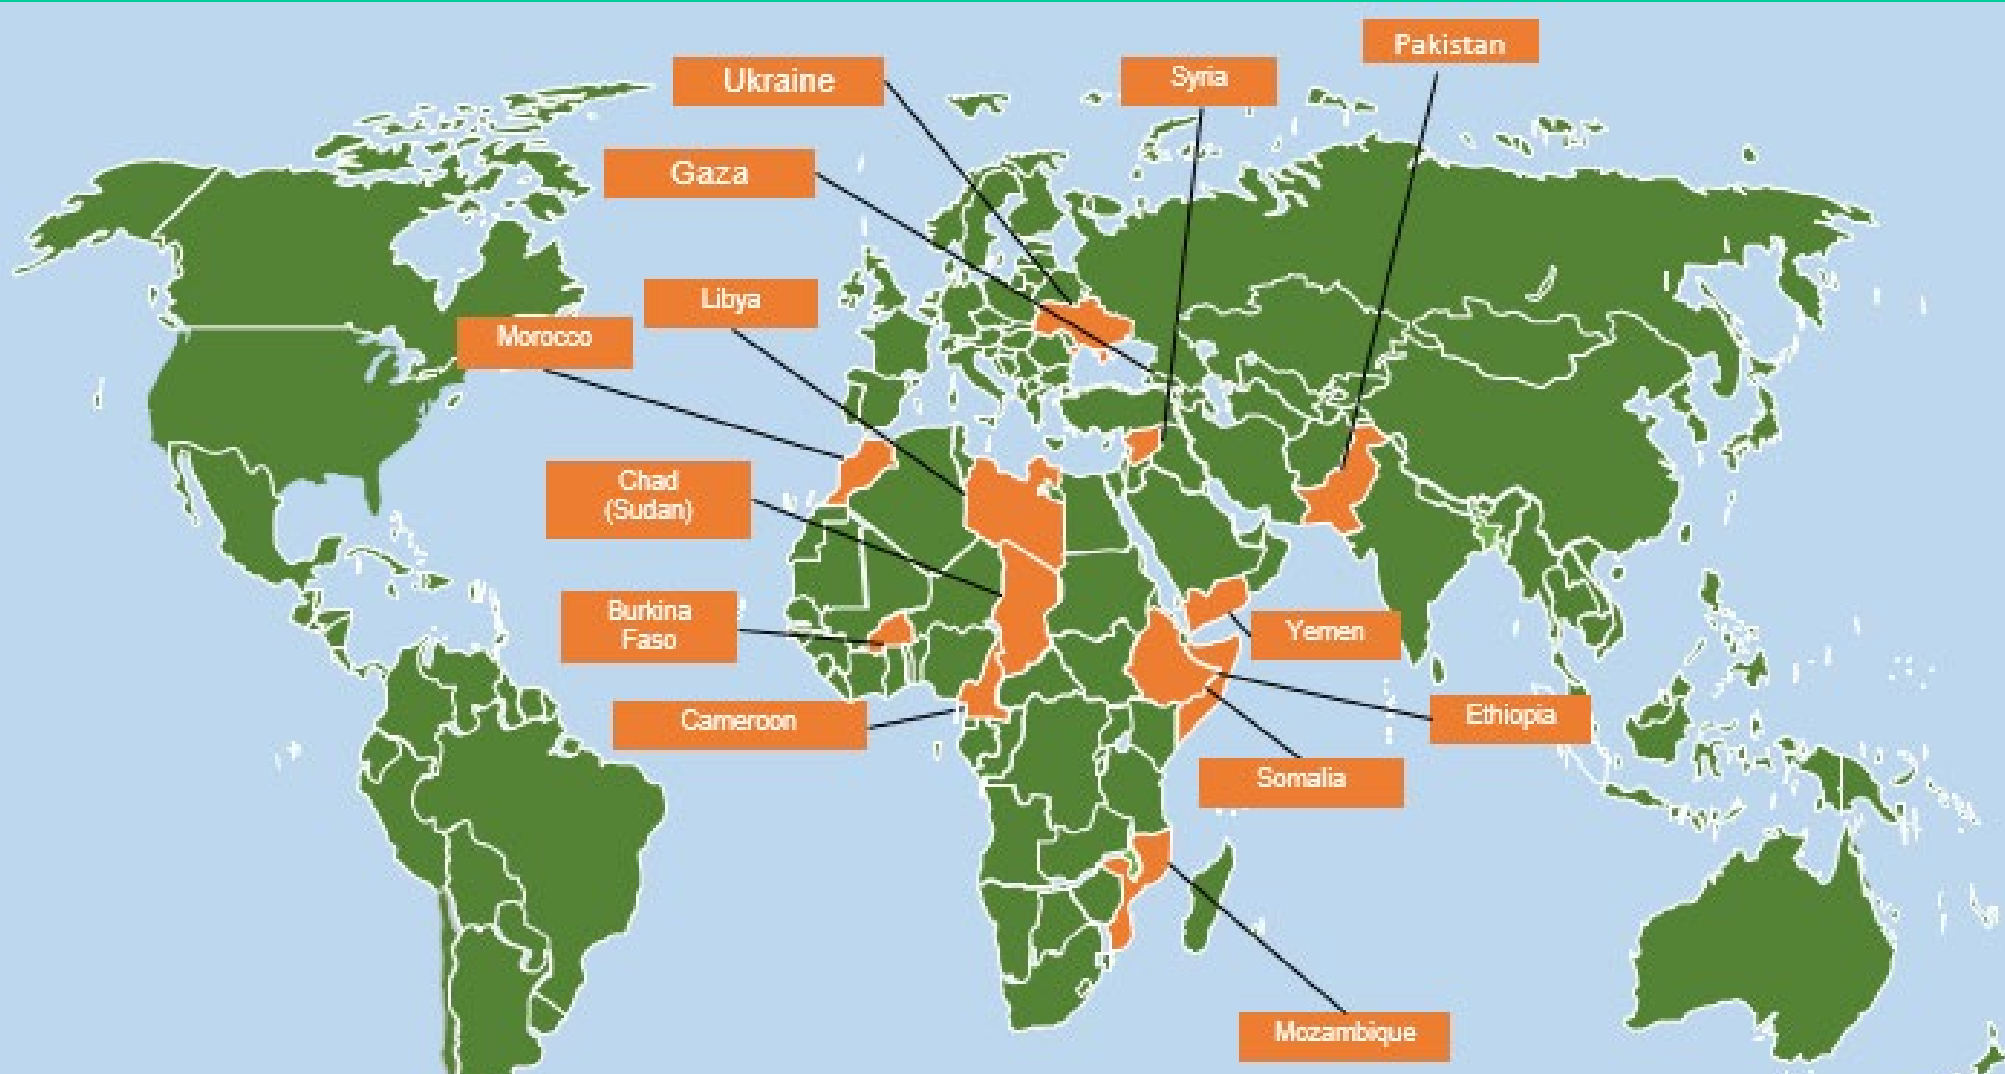 Pakistan
Ukraine
Syria
Gaza
Libya
Morocco
Chad
(Sudan)
Burkina
Faso
Yemen
Cameroon
Ethiopia
Somalia
Mozambique